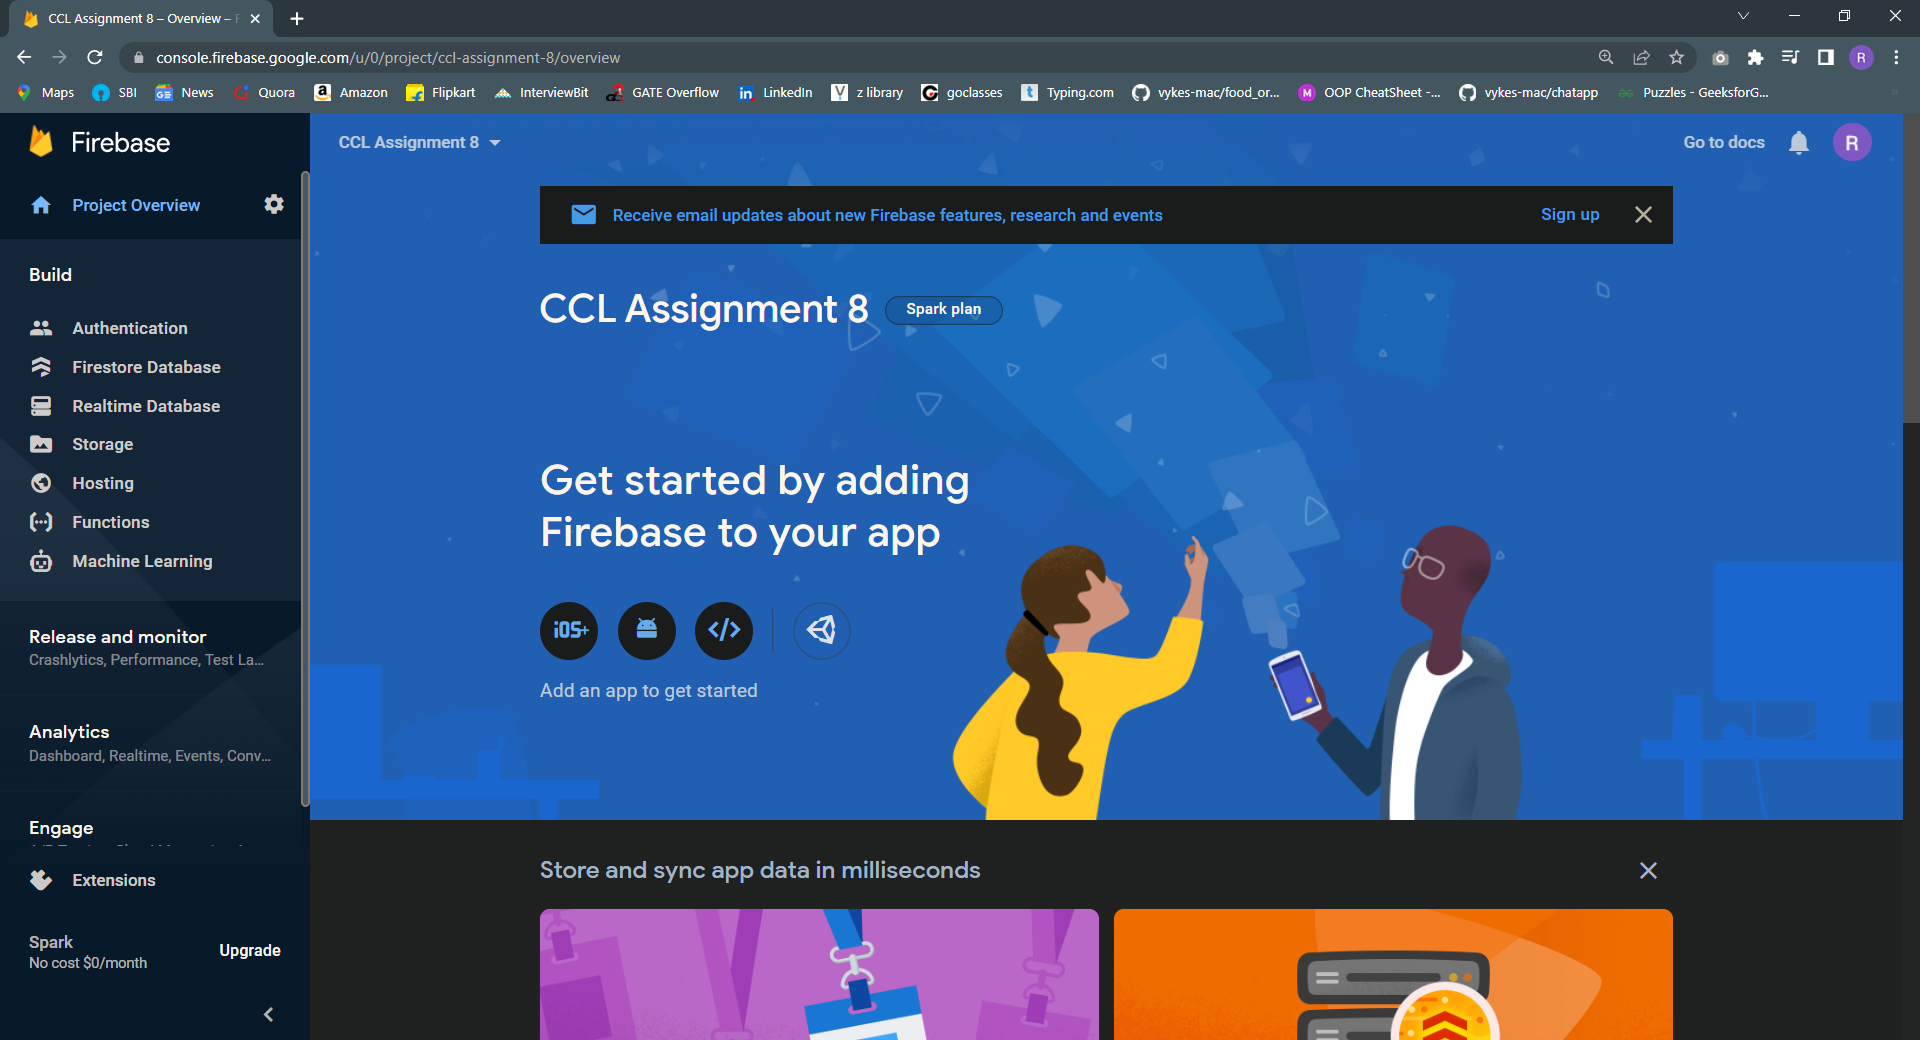 CCL Assignment 8 – Overview –
console.firebase.google.com/u/0/project/ccl-assignment-8/overview
R
Maps
SBI
News
Quora
Amazon
Flipkart
InterviewBit
GATE Overflow
LinkedIn
z library
goclasses
Typing.com
vykes-mac/food_or...
OOP CheatSheet -...
vykes-mac/chatapp
Puzzles - GeeksforG...
Firebase
CCL Assignment 8
Go to docs
R
Project Overview
Receive email updates about new Firebase features, research and events
Sign up
Build
Authentication
Firestore Database
Realtime Database
Storage
Hosting
Functions
Machine Learning
Release and monitor
Crashlytics, Performance, Test La...
Analytics
Dashboard, Realtime, Events, Conv...
Engage
Extensions
Spark
No cost $0/month
Upgrade
CCL Assignment 8
Spark plan
Get started by adding
Firebase to your app
iOS+
Add an app to get started
Store and sync app data in milliseconds